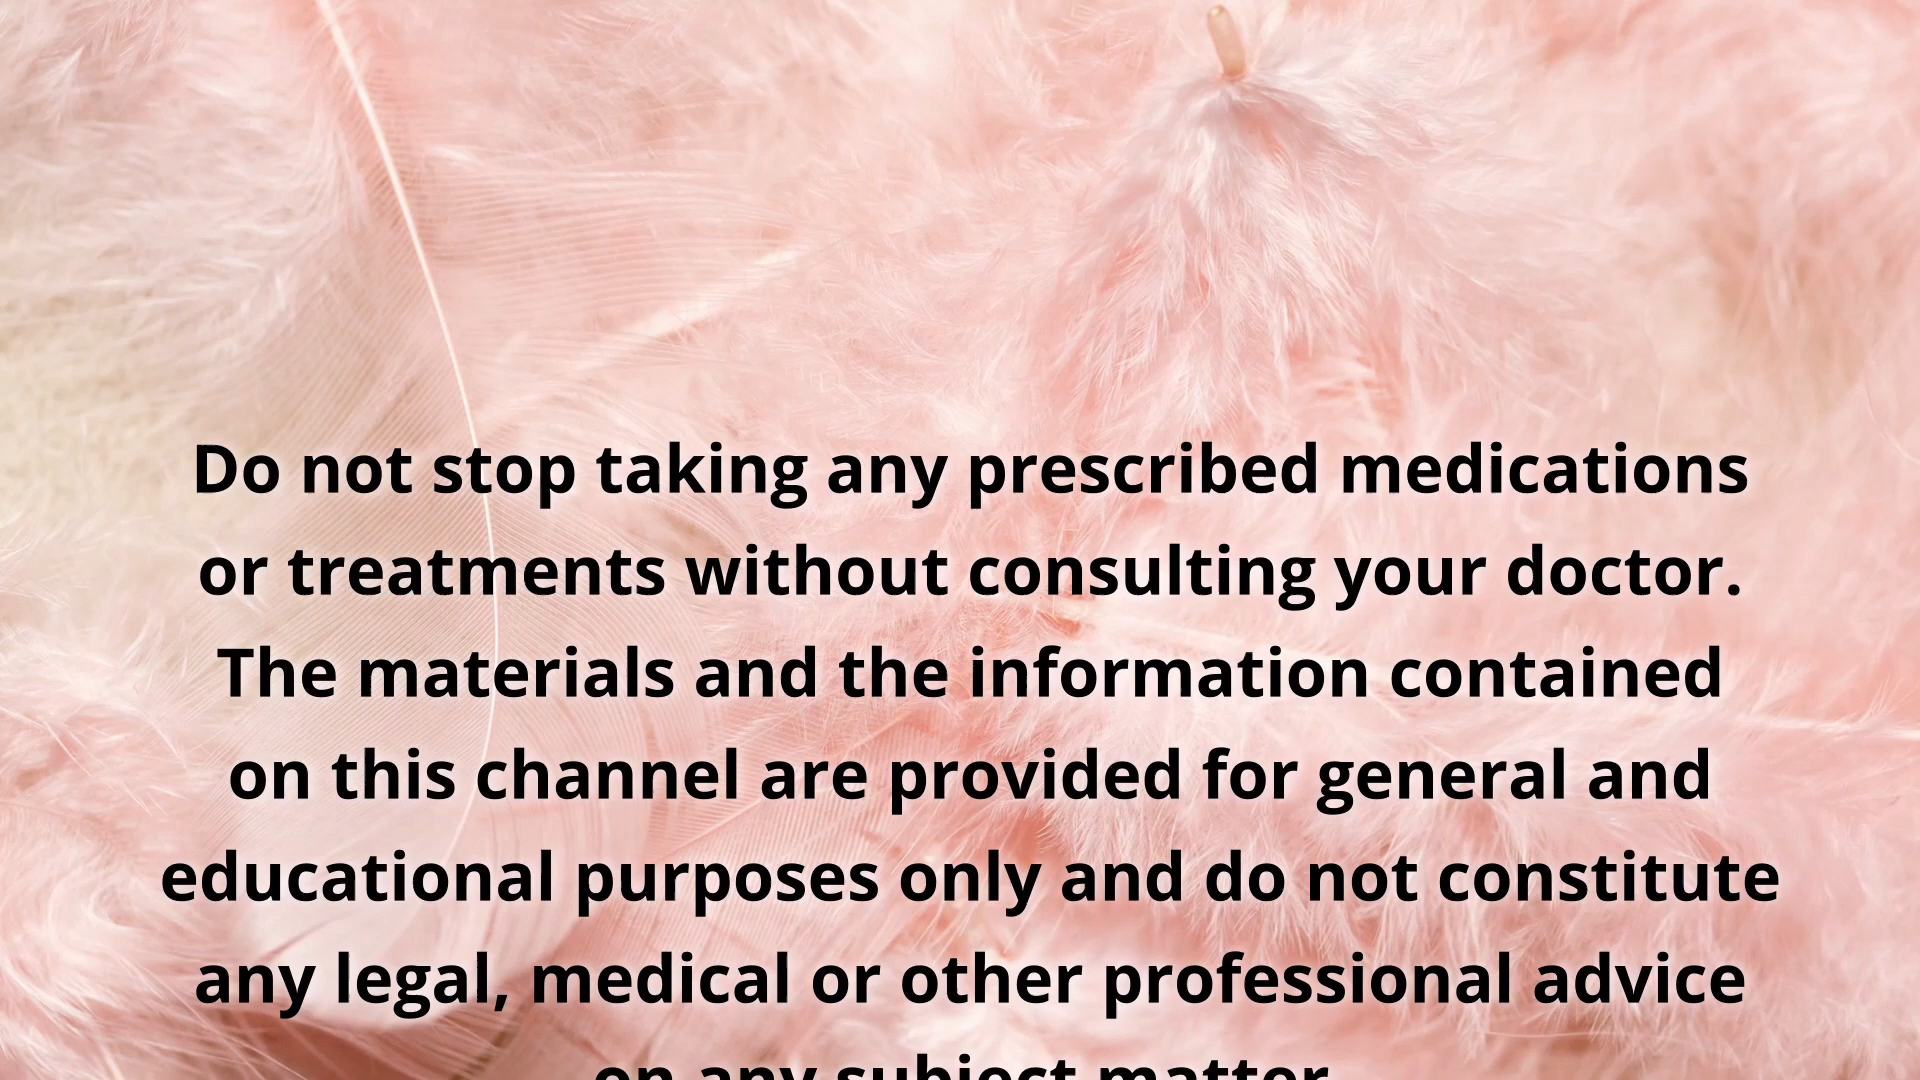 Do not stop taking any prescribed medications
or treatments without consulting your doctor.
The materials and the information contained
on this channel are provided for general and
educational purposes only and do not constitute
any legal, medical or other professional advice
on any subject matter